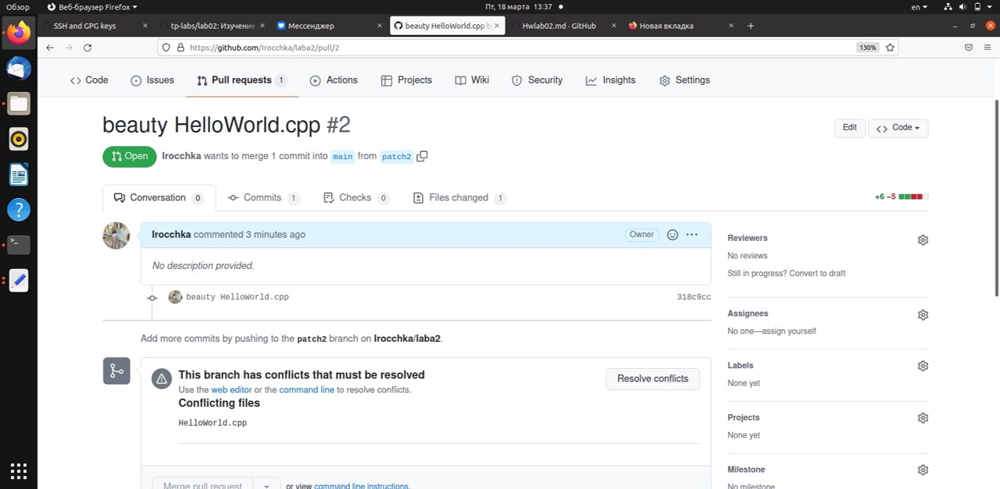 Обзор Веб-браузер Firefox Пт, 18 марта 13:37 en
SSH and GPG keys tp-labs/lab02: Изучение Мессенджер beauty HelloWorld.cpp b Hwlab02.md · GitHub Новая вкладка
https://github.com/Irocchka/laba2/pull/2 130%
Code Issues Pull requests 1 Actions Projects Wiki Security Insights Settings
beauty HelloWorld.cpp #2
Edit Code
Open Irocchka wants to merge 1 commit into main from patch2
Conversation 0 Commits 1 Checks 0 Files changed 1 +6 −5
Irocchka commented 3 minutes ago Owner
No description provided.
beauty HelloWorld.cpp 318c9cc
Add more commits by pushing to the patch2 branch on Irocchka/laba2.
This branch has conflicts that must be resolved
Use the web editor or the command line to resolve conflicts.
Resolve conflicts
Conflicting files
HelloWorld.cpp
Merge pull request or view command line instructions.
Reviewers
No reviews
Still in progress? Convert to draft
Assignees
No one—assign yourself
Labels
None yet
Projects
None yet
Milestone
No milestone